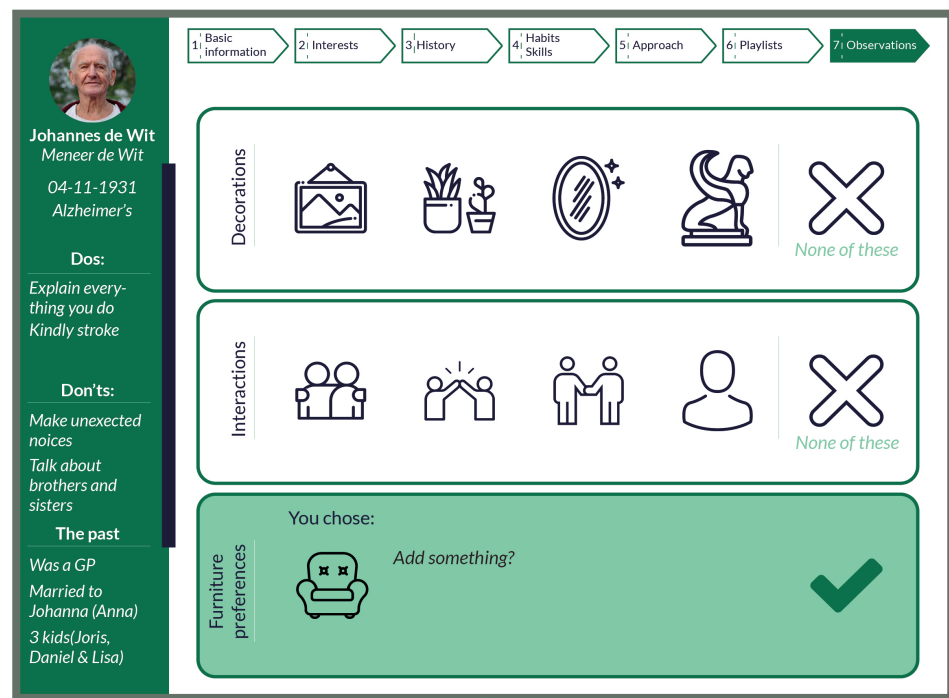 1 Basic
information
2 Interests
3 History
4 Habits
Skills
5 Approach
6 Playlists
7 Observations
Johannes de Wit
Meneer de Wit
04-11-1931
Alzheimer's
Dos:
Explain every-
thing you do
Kindly stroke
Don'ts:
Make unexected
noices
Talk about
brothers and
sisters
The past
Was a GP
Married to
Johanna (Anna)
3 kids(Joris,
Daniel & Lisa)
Decorations
None of these
Interactions
None of these
Furniture
preferences
You chose:
Add something?